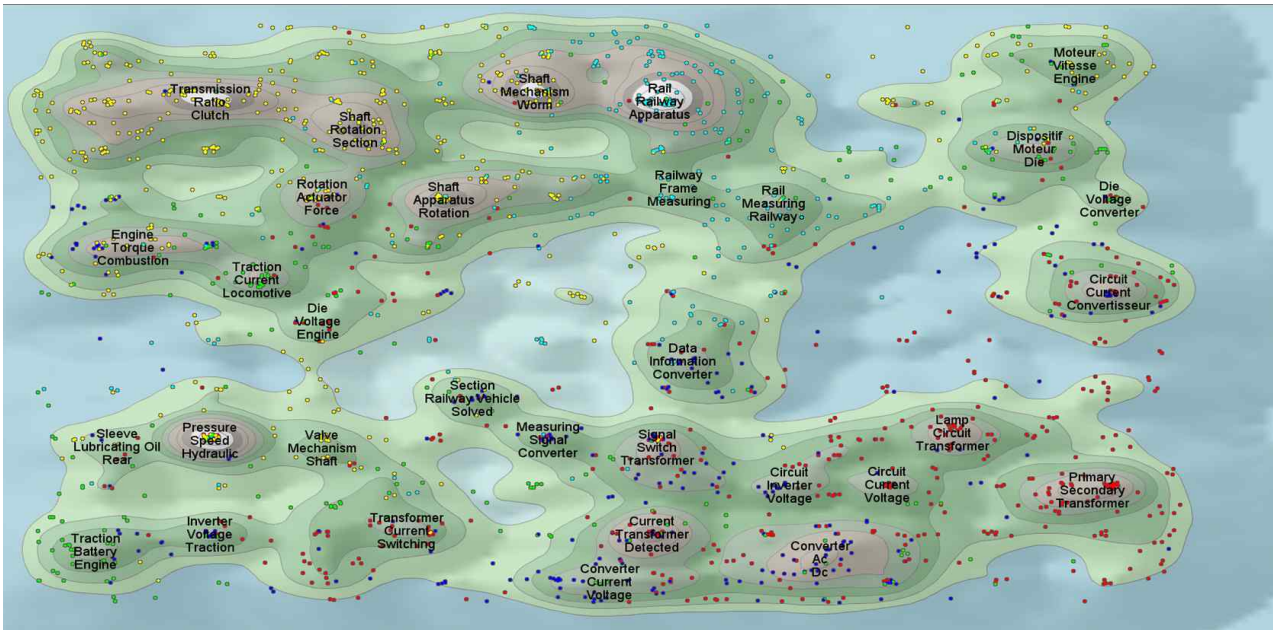 Moteur
Vitesse
Engine
Transmission
Ratio
Clutch
Shaft
Mechanism
Worm
Rail
Railway
Apparatus
Shaft
Rotation
Section
Dispositif
Moteur
Die
Rotation
Actuator
Force
Shaft
Apparatus
Rotation
Railway
Frame
Measuring
Rail
Measuring
Railway
Die
Voltage
Converter
Engine
Torque
Combustion
Traction
Current
Locomotive
Circuit
Current
Convertisseur
Die
Voltage
Engine
Data
Information
Converter
Section
Railway Vehicle
Solved
Sleeve
Lubricating Oil
Rear
Pressure
Speed
Hydraulic
Valve
Mechanism
Shaft
Measuring
Signal
Converter
Signal
Switch
Transformer
Lamp
Circuit
Transformer
Circuit
Inverter
Voltage
Circuit
Current
Voltage
Primary
Secondary
Transformer
Traction
Battery
Engine
Inverter
Voltage
Traction
Transformer
Current
Switching
Current
Transformer
Detected
Converter
Ac
Dc
Converter
Current
Voltage